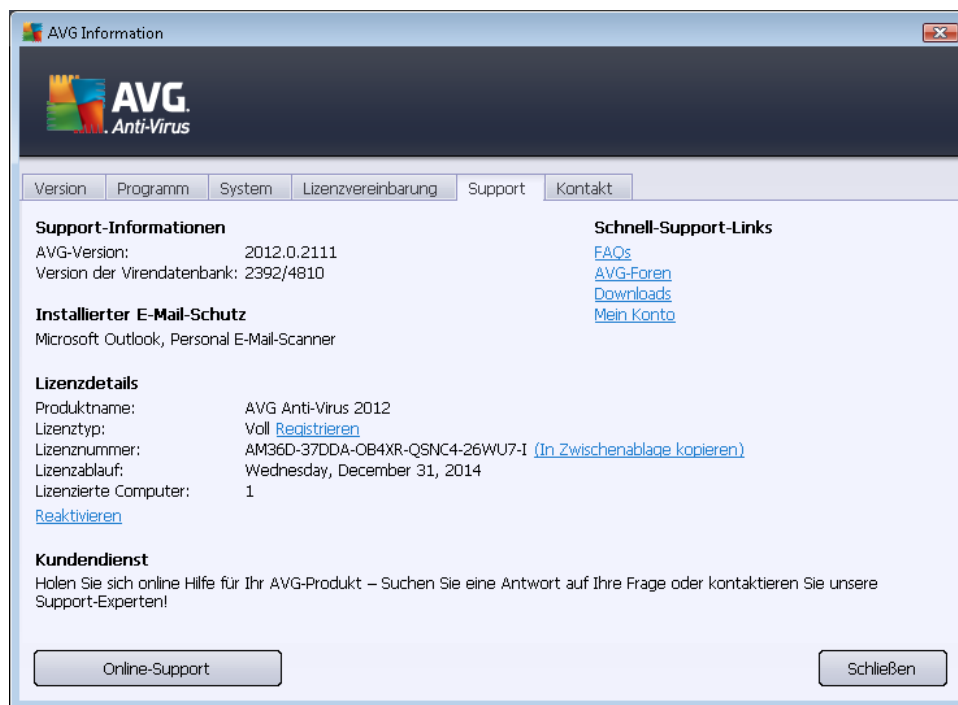 AVG Information
AVG.
Anti-Virus
Version Programm System Lizenzvereinbarung Support Kontakt
Support-Informationen
AVG-Version: 2012.0.2111
Version der Virendatenbank: 2392/4810
Installierter E-Mail-Schutz
Microsoft Outlook, Personal E-Mail-Scanner
Lizenzdetails
Produktname: AVG Anti-Virus 2012
Lizenztyp: Voll Registrieren
Lizenznummer: AM36D-37DDA-OB4XR-QSNC4-26WU7-I (In Zwischenablage kopieren)
Lizenzablauf: Wednesday, December 31, 2014
Lizenzierte Computer: 1
Reaktivieren
Schnell-Support-Links
FAQs
AVG-Foren
Downloads
Mein Konto
Kundendienst
Holen Sie sich online Hilfe für Ihr AVG-Produkt – Suchen Sie eine Antwort auf Ihre Frage oder kontaktieren Sie unsere
Support-Experten!
Online-Support
Schließen